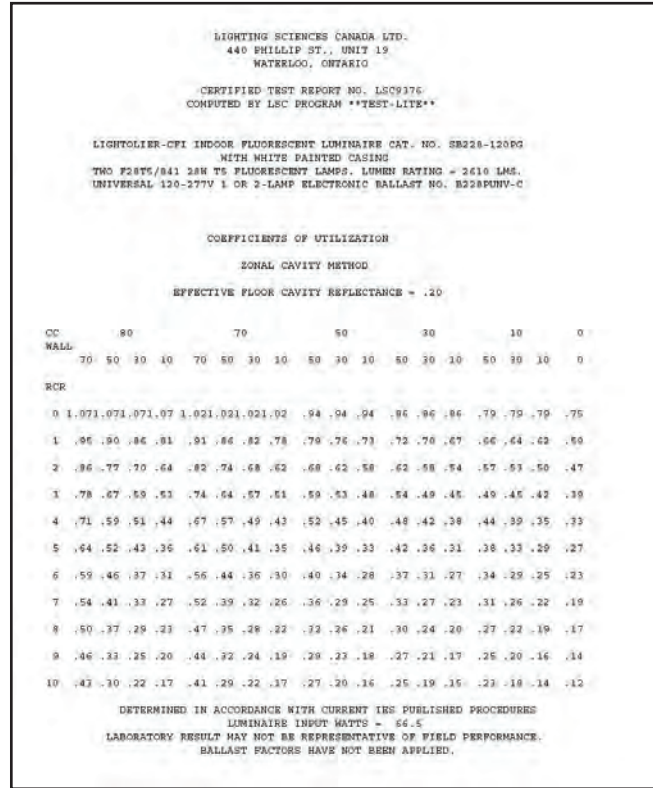 LIGHTING SCIENCES CANADA LTD.
440 PHILLIP ST., UNIT 19
WATERLOO, ONTARIO
CERTIFIED TEST REPORT NO. LSC9376
COMPUTED BY LSC PROGRAM **TEST-LITE**
LIGHTOLIER-CFI INDOOR FLUORESCENT LUMINAIRE CAT. NO. SB228-120PG
WITH WHITE PAINTED CASING
TWO F28T5/841 28W T5 FLUORESCENT LAMPS. LUMEN RATING = 2610 LMS.
UNIVERSAL 120-277V 1 OR 2-LAMP ELECTRONIC BALLAST NO. B228PUNV-C
COEFFICIENTS OF UTILIZATION
ZONAL CAVITY METHOD
EFFECTIVE FLOOR CAVITY REFLECTANCE = .20
CC 80 70 50 30 10 0
WALL
70 50 30 10 70 50 30 10 50 30 10 50 30 10 50 30 10 0
RCR
0 1.071.071.071.07 1.021.021.021.02 .94 .94 .94 .86 .86 .86 .79 .79 .79 .75
1 .95 .90 .86 .81 .91 .86 .82 .78 .79 .76 .73 .72 .70 .67 .66 .64 .62 .59
2 .86 .77 .70 .64 .82 .74 .68 .62 .68 .62 .58 .62 .58 .54 .57 .53 .50 .47
3 .78 .67 .59 .53 .74 .64 .57 .51 .59 .53 .48 .54 .49 .45 .49 .45 .42 .39
4 .71 .59 .51 .44 .67 .57 .49 .43 .52 .45 .40 .48 .42 .38 .44 .39 .35 .33
5 .64 .52 .43 .36 .61 .50 .41 .35 .46 .39 .33 .42 .36 .31 .38 .33 .29 .27
6 .59 .46 .37 .31 .56 .44 .36 .30 .40 .34 .28 .37 .31 .27 .34 .29 .25 .23
7 .54 .41 .33 .27 .52 .39 .32 .26 .36 .29 .25 .33 .27 .23 .31 .26 .22 .19
8 .50 .37 .29 .23 .47 .35 .28 .22 .32 .26 .21 .30 .24 .20 .27 .22 .19 .17
9 .46 .33 .25 .20 .44 .32 .24 .19 .29 .23 .18 .27 .21 .17 .25 .20 .16 .14
10 .43 .30 .22 .17 .41 .29 .22 .17 .27 .20 .16 .25 .19 .15 .23 .18 .14 .12
DETERMINED IN ACCORDANCE WITH CURRENT IES PUBLISHED PROCEDURES
LUMINAIRE INPUT WATTS = 66.5
LABORATORY RESULT MAY NOT BE REPRESENTATIVE OF FIELD PERFORMANCE.
BALLAST FACTORS HAVE NOT BEEN APPLIED.